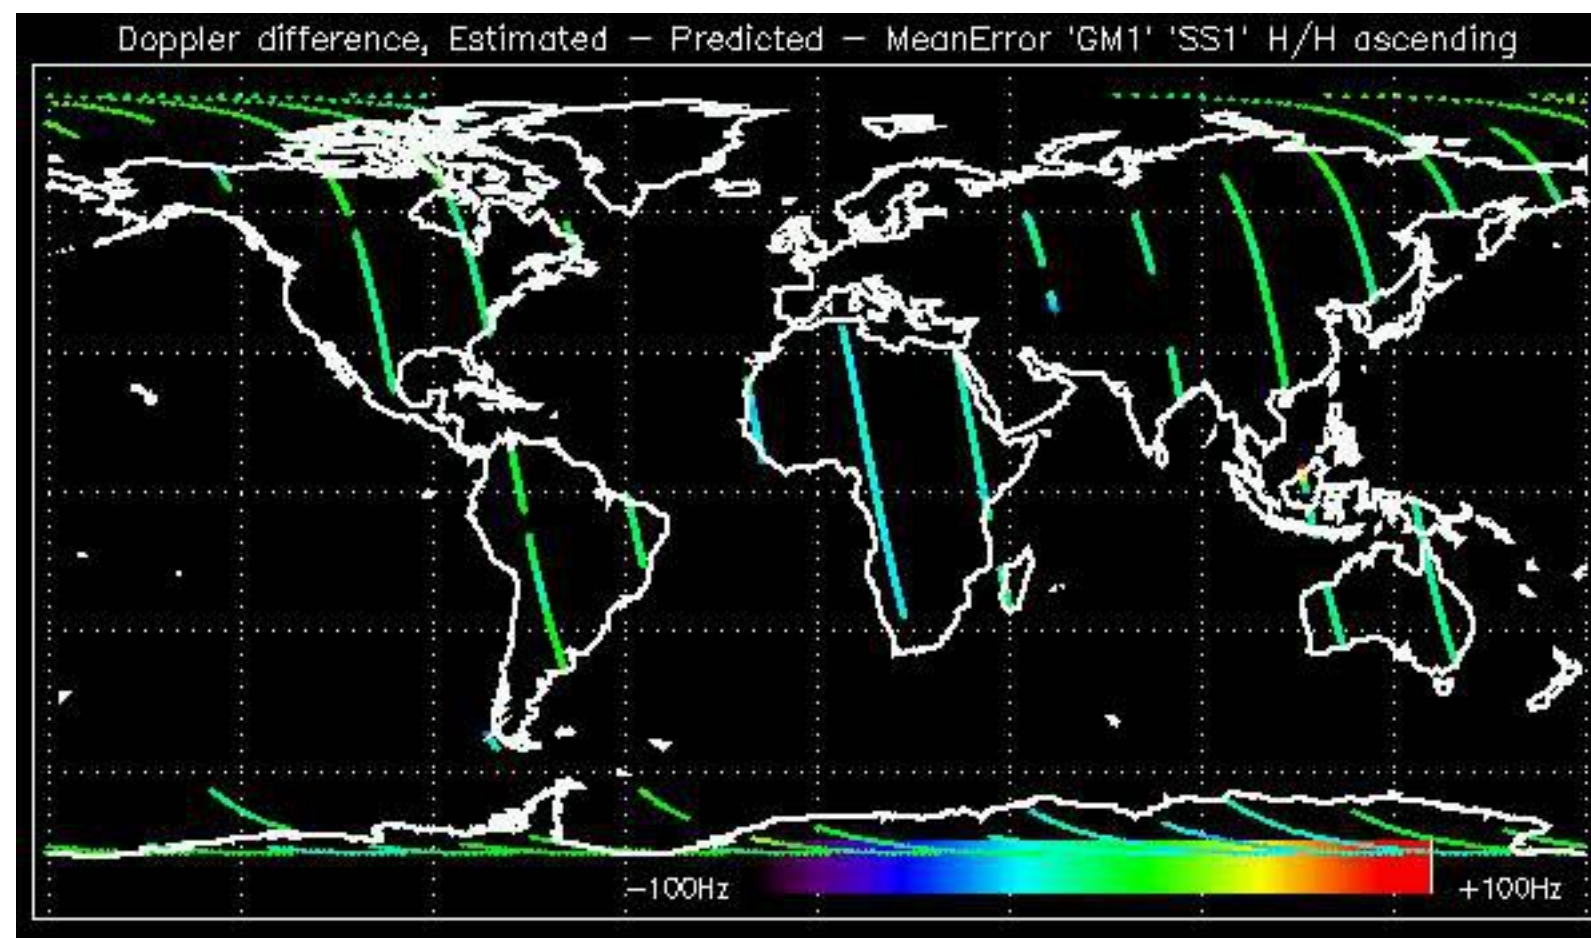 Doppler difference, Estimated − Predicted − MeanError 'GM1' 'SS1' H/H ascending
−100Hz
+100Hz